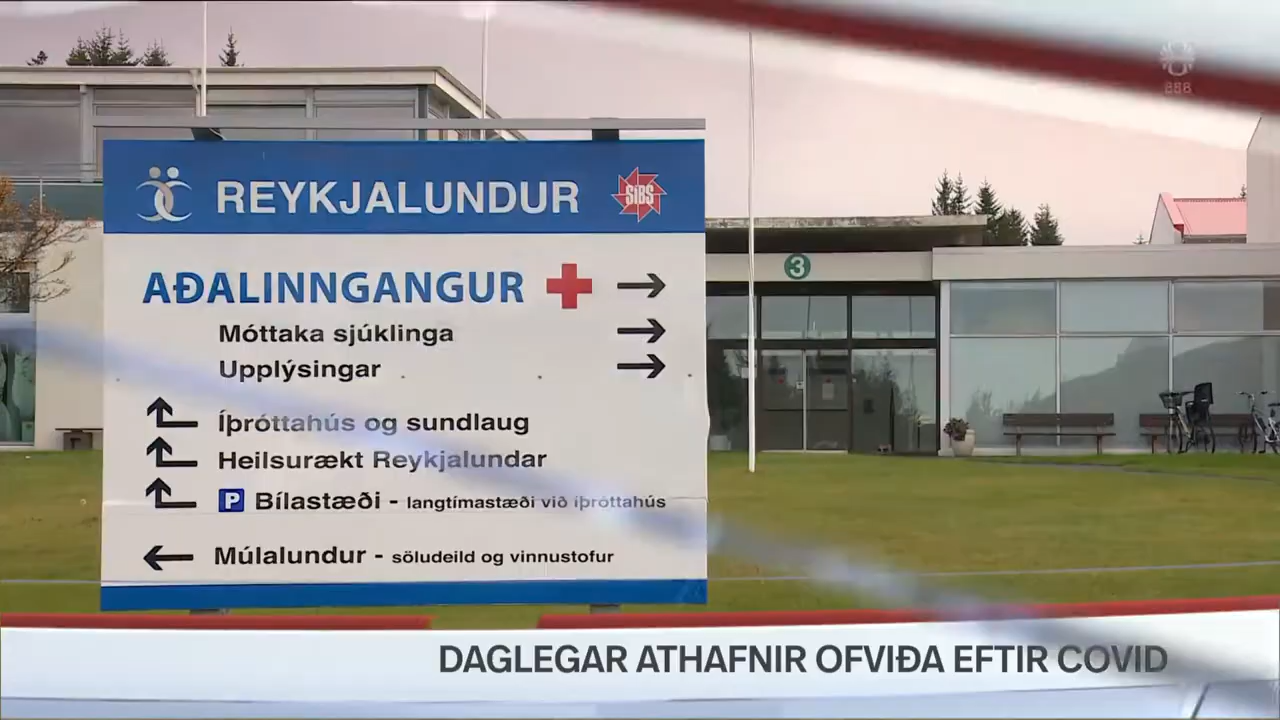 888
REYKJALUNDUR
SÍBS
AÐALINNGANGUR
3
Móttaka sjúklinga
Upplýsingar
Íþróttahús og sundlaug
Heilsurækt Reykjalundar
P Bílastæði - langtímastæði við íþróttahús
Múlalundur - söludeild og vinnustofur
DAGLEGAR ATHAFNIR OFVIÐA EFTIR COVID